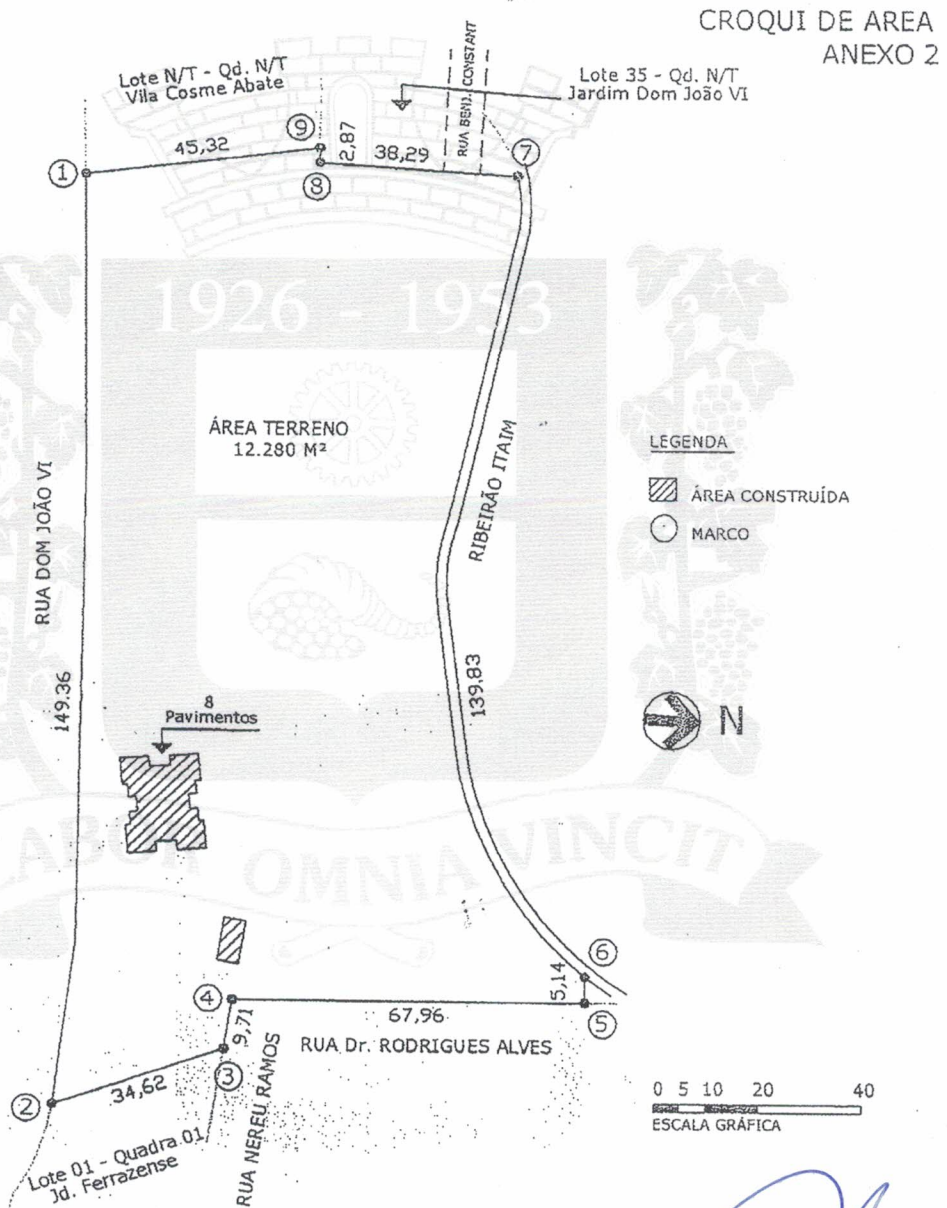 CROQUI DE AREA
ANEXO 2
Lote N/T - Qd. N/T
Vila Cosme Abate
RUA BENJ. CONSTANT
Lote 35 - Qd. N/T
Jardim Dom João VI
1
45,32
9
2,87
8
38,29
7
1926 - 1953
ÁREA TERRENO
12.280 M²
RUA DOM JOÃO VI
149.36
RIBEIRÃO ITAIM
139.83
LEGENDA
ÁREA CONSTRUÍDA
MARCO
8
Pavimentos
N
LABOR OMNIA VINCIT
6
5,14
5
4
67,96
9,71
3
RUA Dr. RODRIGUES ALVES
2
34,62
RUA NEREU RAMOS
Lote 01 - Quadra 01
Jd. Ferrazense
0 5 10 20 40
ESCALA GRÁFICA